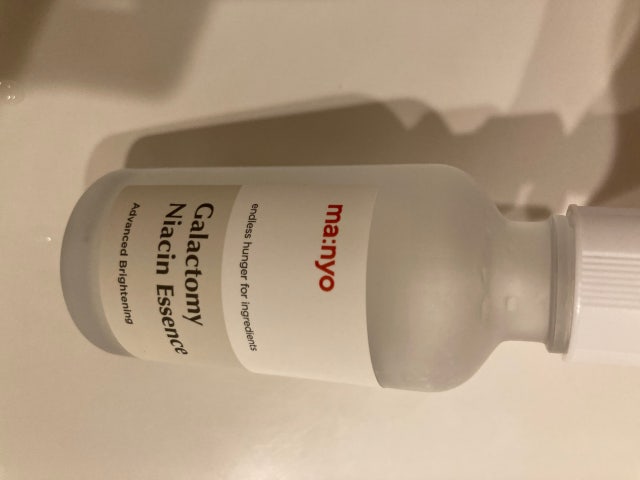 ma:nyo
endless hunger for ingredients
Galactomy
Niacin Essence
Advanced Brightening